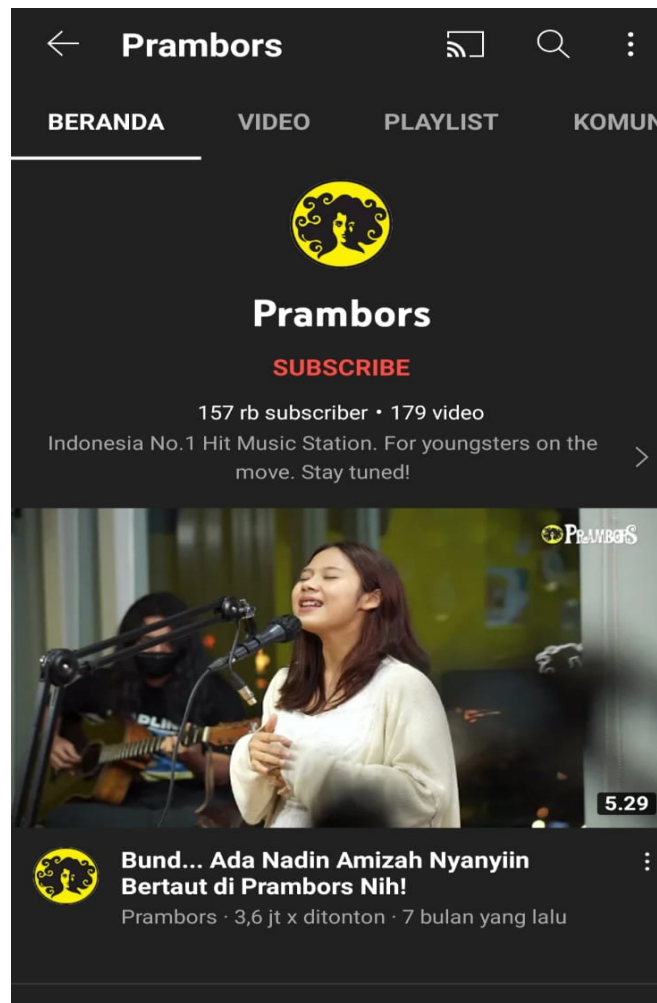 Prambors
BERANDA VIDEO PLAYLIST KOMUN
Prambors
SUBSCRIBE
157 rb subscriber • 179 video
Indonesia No.1 Hit Music Station. For youngsters on the
move. Stay tuned!
PRAMBORS
5.29
Bund... Ada Nadin Amizah Nyanyiin
Bertaut di Prambors Nih!
Prambors · 3,6 jt x ditonton · 7 bulan yang lalu